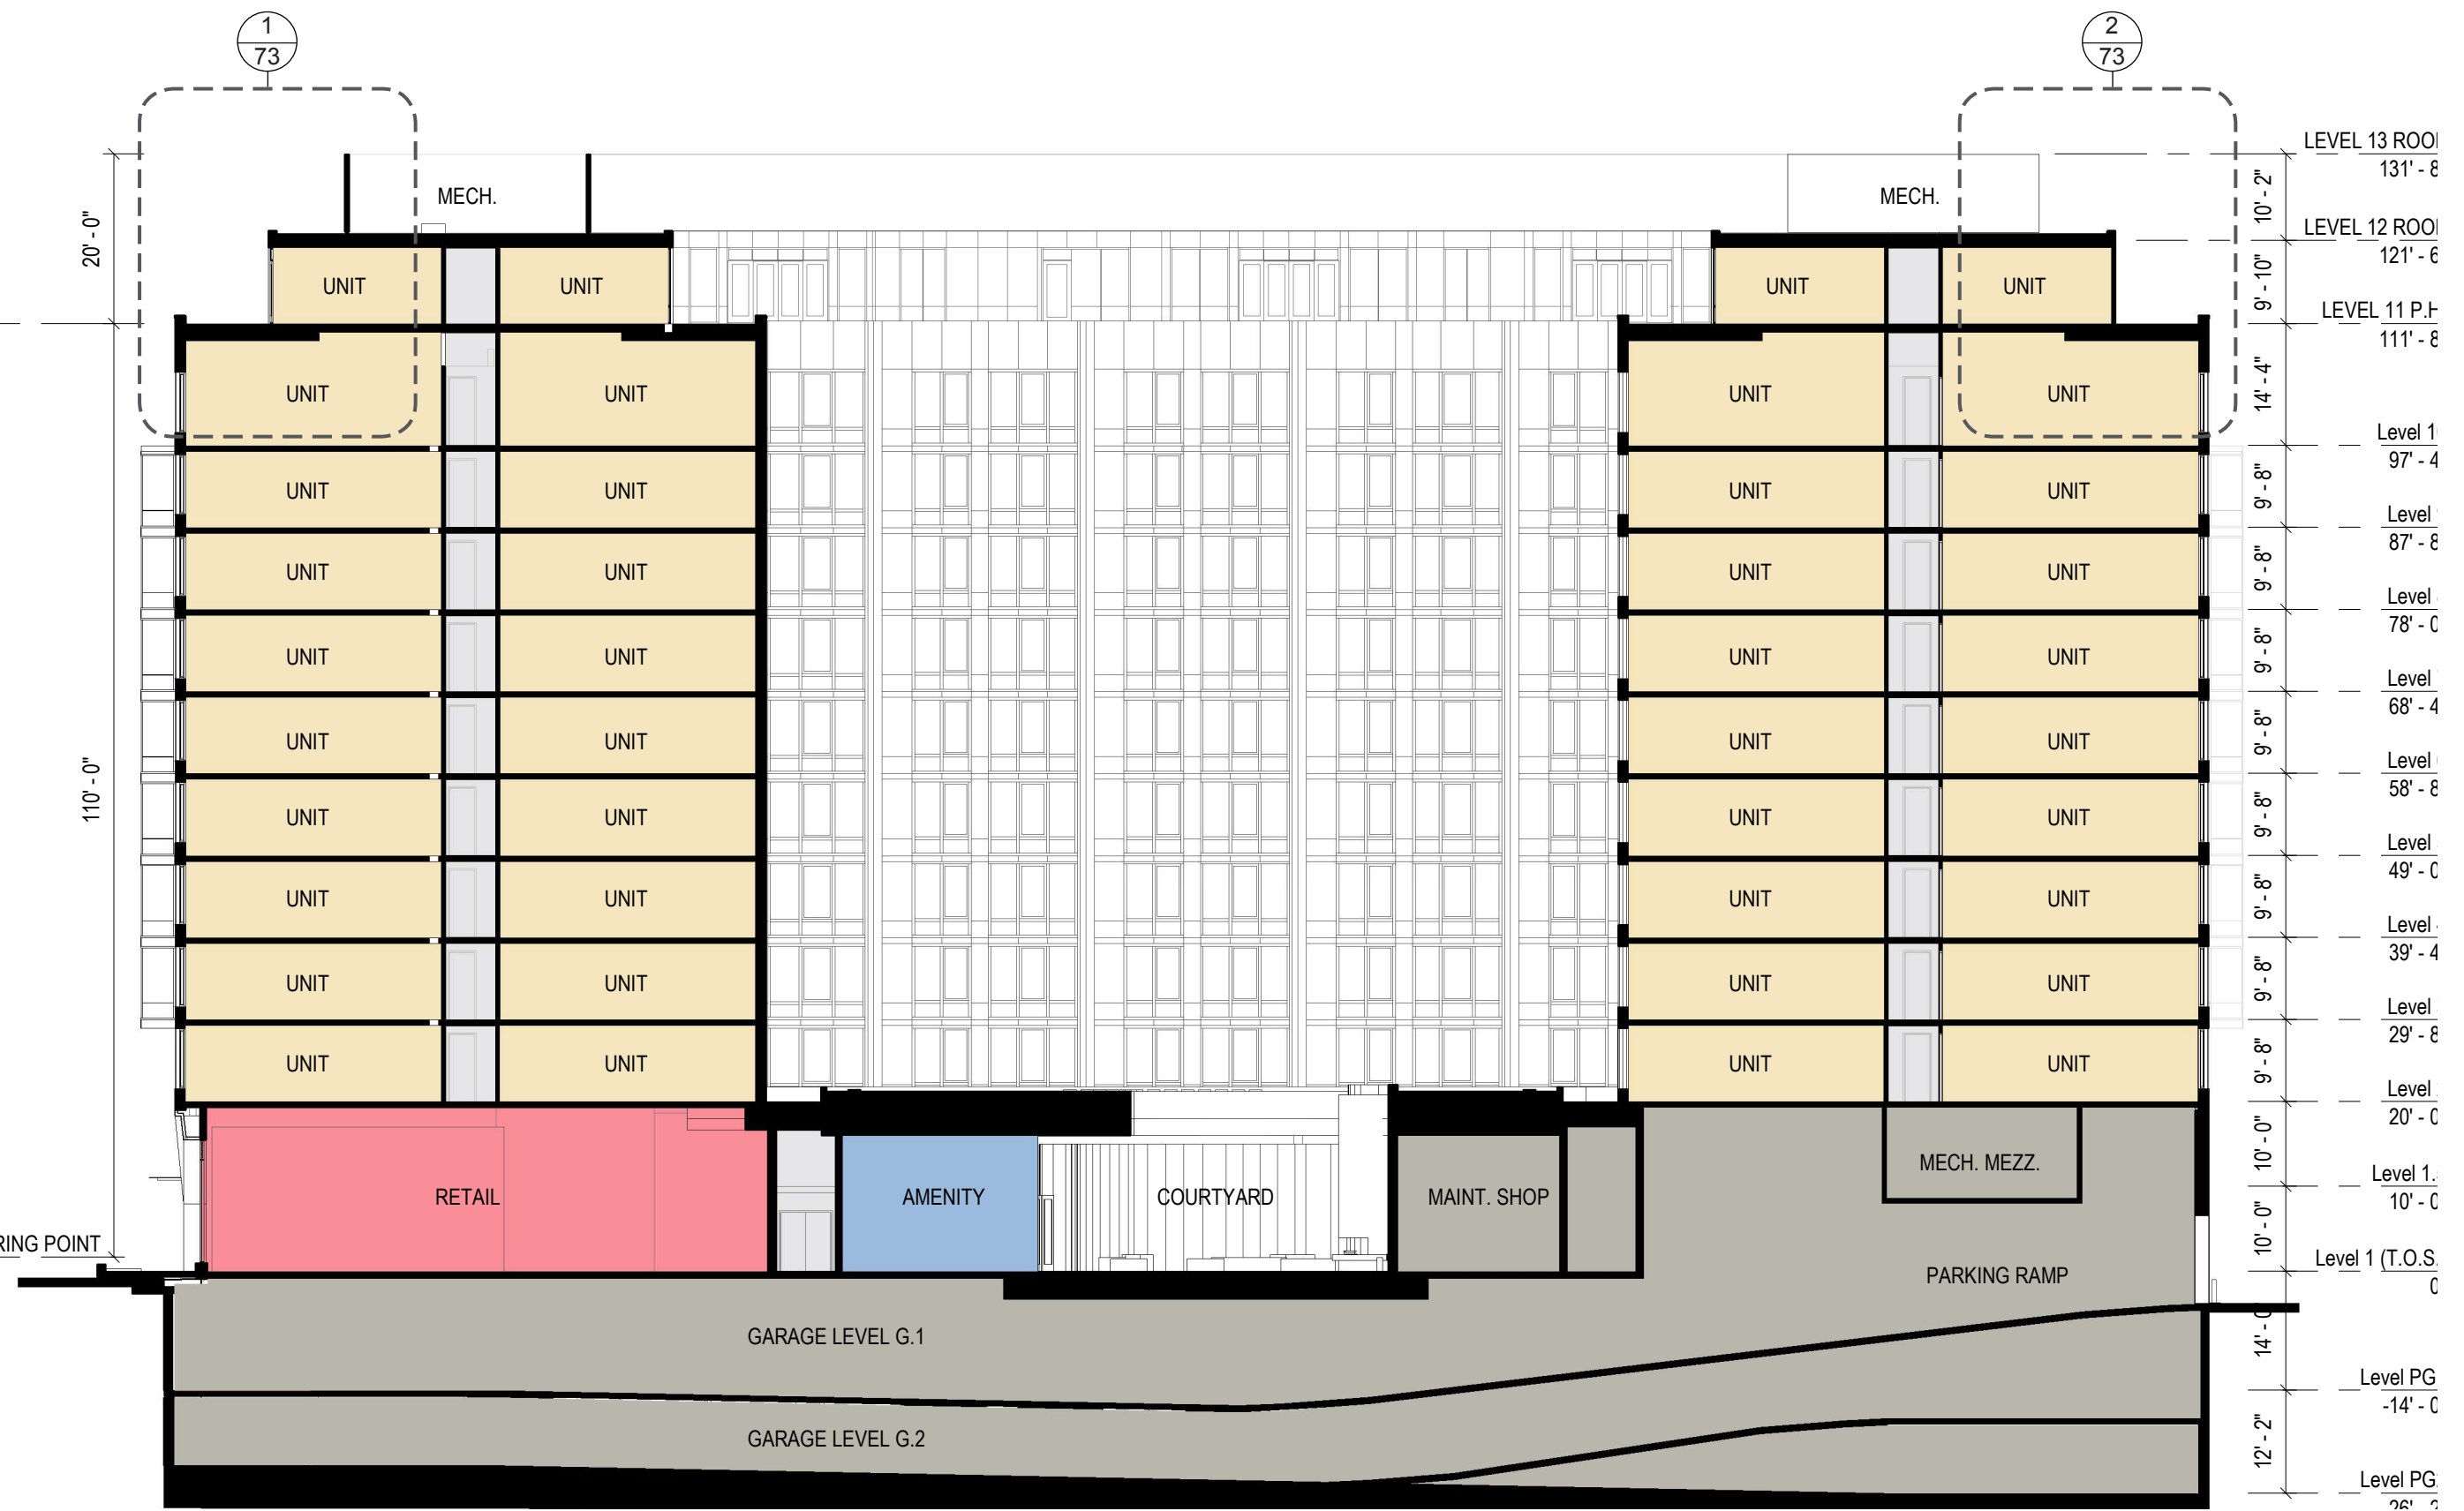 1
73
2
73
LEVEL 13 ROO
131' - 8
MECH.
MECH.
10' - 2"
20' - 0"
LEVEL 12 ROO
121' - 6
UNIT
UNIT
UNIT
UNIT
9' - 10"
LEVEL 11 P.H
111' - 8
UNIT
UNIT
UNIT
UNIT
14' - 4"
Level 1
97' - 4
UNIT
UNIT
UNIT
UNIT
9' - 8"
Level
87' - 8
UNIT
UNIT
UNIT
UNIT
9' - 8"
Level
78' - 0
UNIT
UNIT
UNIT
UNIT
9' - 8"
Level
68' - 4
UNIT
UNIT
UNIT
UNIT
9' - 8"
Level
58' - 8
110' - 0"
UNIT
UNIT
UNIT
UNIT
9' - 8"
Level
49' - 0
UNIT
UNIT
UNIT
UNIT
9' - 8"
Level
39' - 4
UNIT
UNIT
UNIT
UNIT
9' - 8"
Level
29' - 8
UNIT
UNIT
UNIT
UNIT
9' - 8"
Level
20' - 0
MECH. MEZZ.
10' - 0"
Level 1.
10' - 0
RETAIL
AMENITY
COURTYARD
MAINT. SHOP
10' - 0"
RING POINT
Level 1 (T.O.S.
0
PARKING RAMP
GARAGE LEVEL G.1
14' - 0"
Level PG
-14' - 0
GARAGE LEVEL G.2
12' - 2"
Level PG